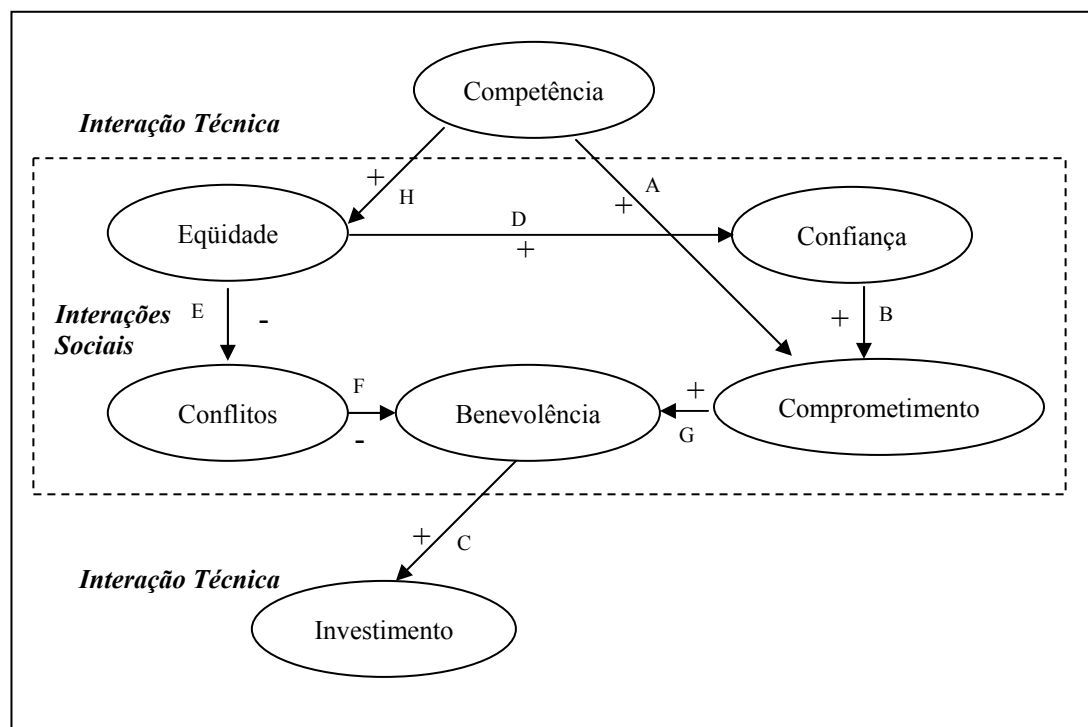 Competência
Interação Técnica
+
H
A
+
Eqüidade
D
+
Confiança
Interações
Sociais
E
-
+
B
Conflitos
F
-
Benevolência
+
G
Comprometimento
+
C
Interação Técnica
Investimento